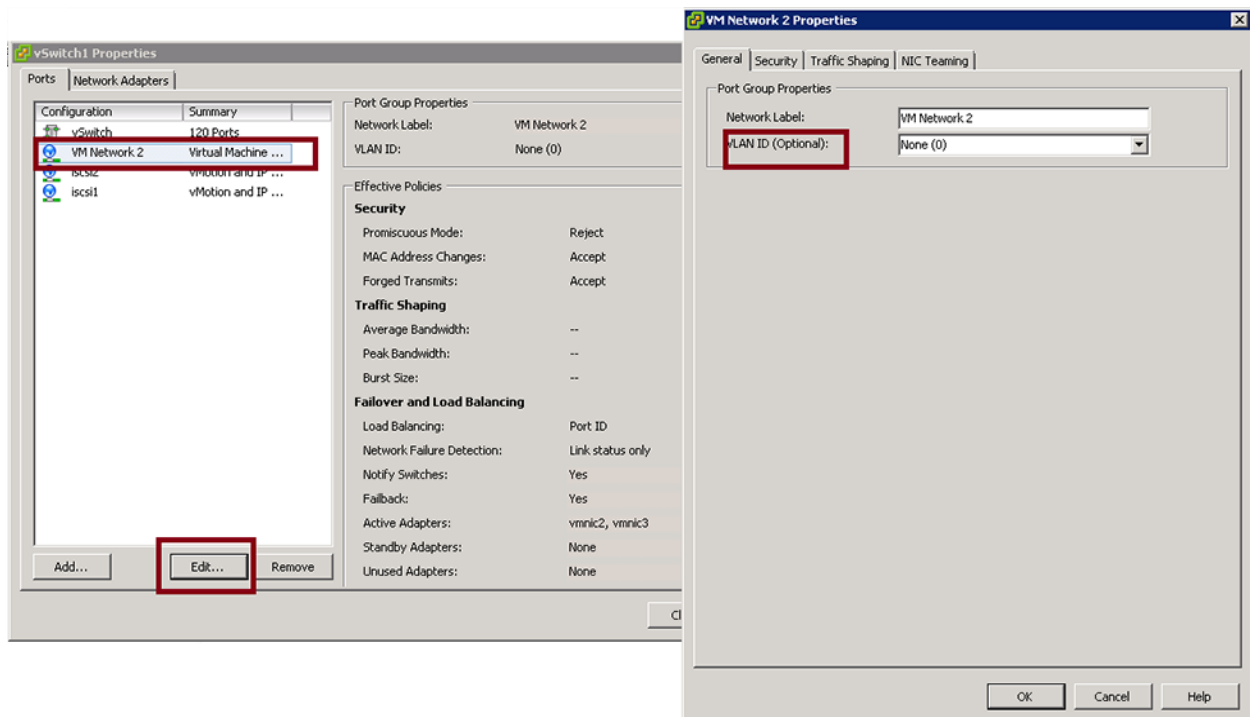 vSwitch1 Properties
Ports Network Adapters
Configuration Summary
vSwitch 120 Ports
VM Network 2 Virtual Machine ...
iscsi2 vMotion and IP ...
iscsi1 vMotion and IP ...
Add... Edit... Remove
Port Group Properties
Network Label: VM Network 2
VLAN ID: None (0)
Effective Policies
Security
Promiscuous Mode: Reject
MAC Address Changes: Accept
Forged Transmits: Accept
Traffic Shaping
Average Bandwidth: --
Peak Bandwidth: --
Burst Size: --
Failover and Load Balancing
Load Balancing: Port ID
Network Failure Detection: Link status only
Notify Switches: Yes
Failback: Yes
Active Adapters: vmnic2, vmnic3
Standby Adapters: None
Unused Adapters: None
Cl
VM Network 2 Properties
General Security Traffic Shaping NIC Teaming
Port Group Properties
Network Label: VM Network 2
VLAN ID (Optional): None (0)
OK Cancel Help